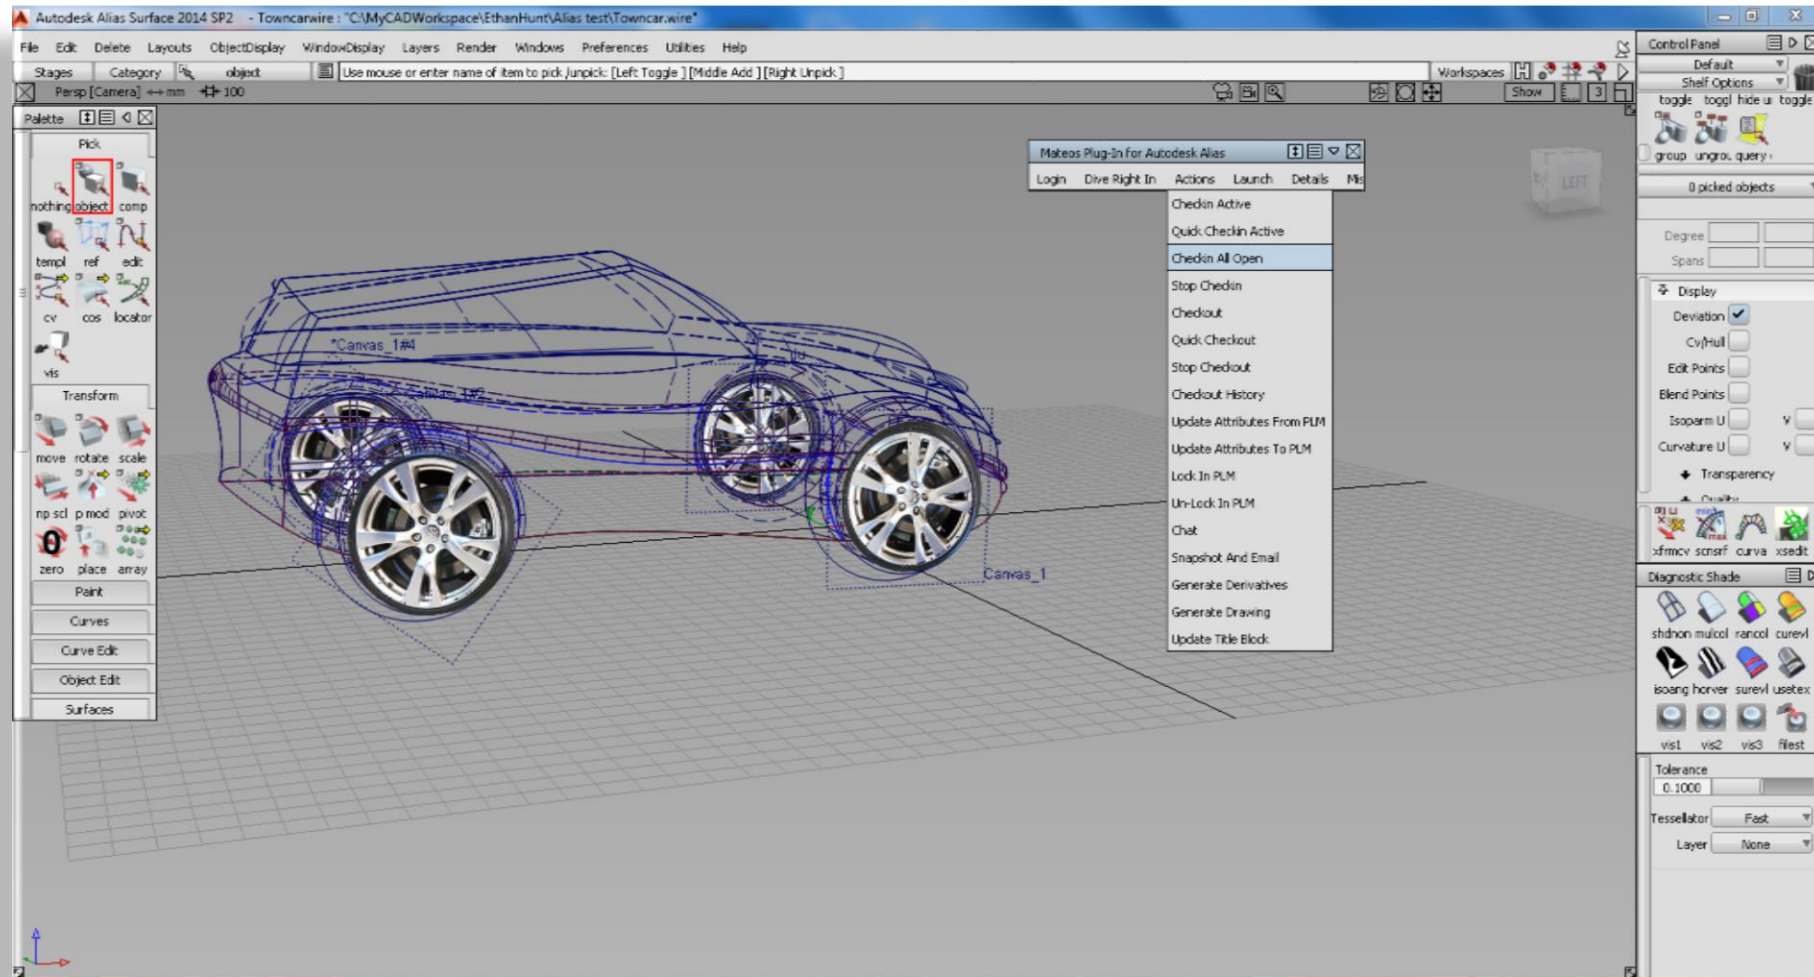 Autodesk Alias Surface 2014 SP2 - Towncarwire : "C:\MyCADWorkspace\EthanHunt\Alias test\Towncar.wire"
File Edit Delete Layouts ObjectDisplay WindowDisplay Layers Render Windows Preferences Utilities Help
Stages Category object Use mouse or enter name of item to pick /unpick: [Left Toggle ] [Middle Add ] [Right Unpick ] Workspaces
Persp [Camera] mm 100 Show 3
Palette
Pick
nothing object comp
templ ref edit
cv cos locator
vis
Transform
move rotate scale
np scl p mod pivot
0
zero place array
Paint
Curves
Curve Edit
Object Edit
Surfaces
*Canvas_1#4
Canvas_1#2
Canvas_1
Mateos Plug-In for Autodesk Alias
Login Dive Right In Actions Launch Details Mis
Checkin Active
Quick Checkin Active
Checkin All Open
Stop Checkin
Checkout
Quick Checkout
Stop Checkout
Checkout History
Update Attributes From PLM
Update Attributes To PLM
Lock In PLM
Un-Lock In PLM
Chat
Snapshot And Email
Generate Derivatives
Generate Drawing
Update Title Block
LEFT
Control Panel
Default
Shelf Options
toggle toggl hide u toggle
group ungrou query
0 picked objects
Degree
Spans
Display
Deviation
Cv/Hull
Edit Points
Blend Points
Isoparm U V
Curvature U V
Transparency
Quality
xfrmcv scnsrf curva xsedit
Diagnostic Shade
shdnon mulcol rancol curevl
isoang horver surevl usetex
vis1 vis2 vis3 filest
Tolerance
0.1000
Tessellator Fast
Layer None